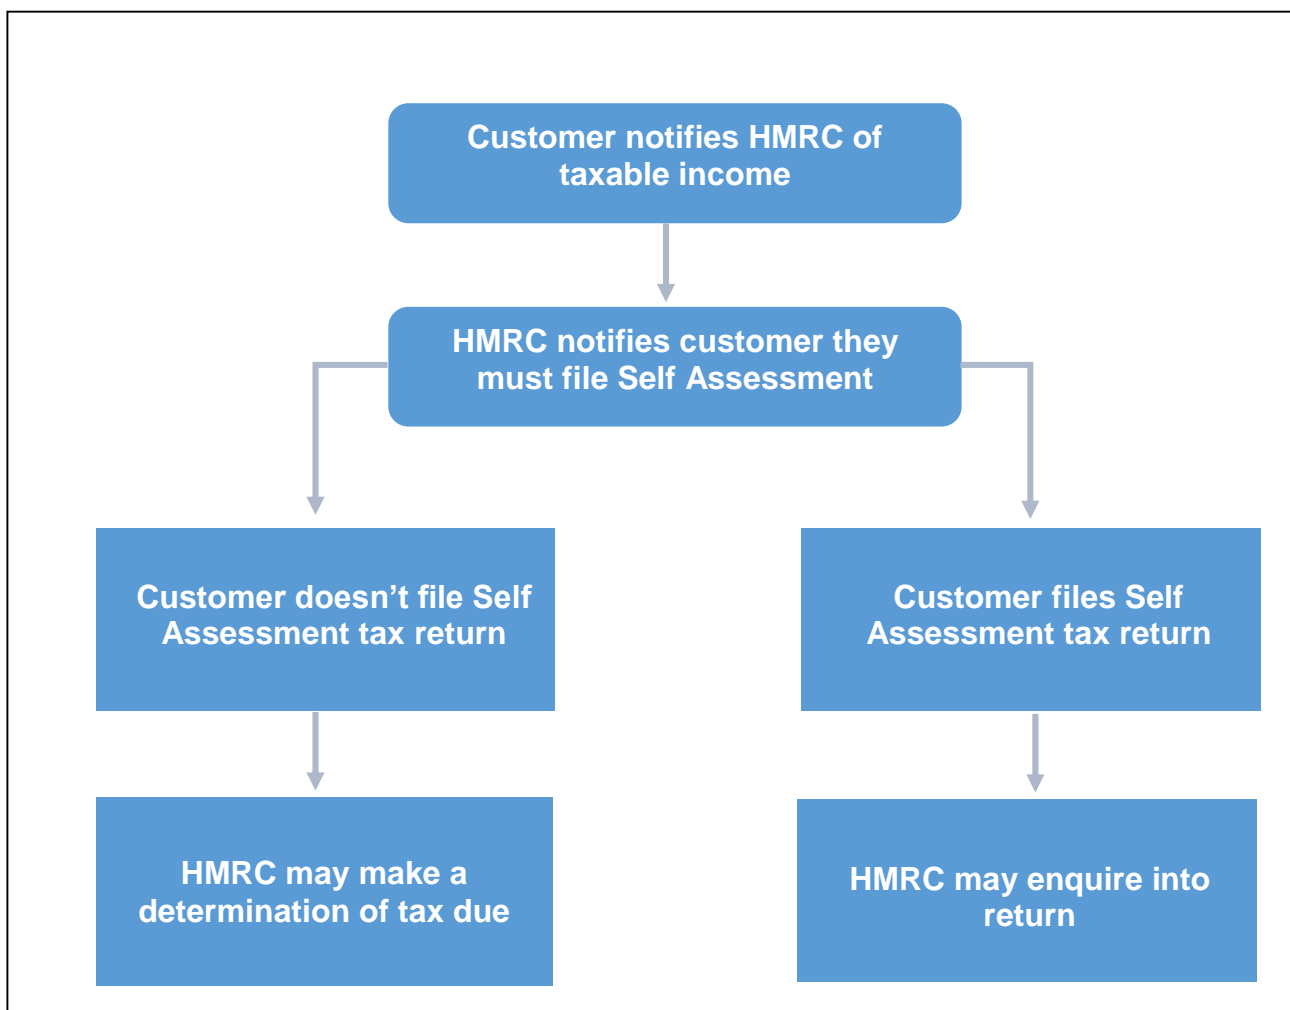 Customer notifies HMRC of
taxable income
HMRC notifies customer they
must file Self Assessment
Customer doesn’t file Self
Assessment tax return
Customer files Self
Assessment tax return
HMRC may make a
determination of tax due
HMRC may enquire into
return